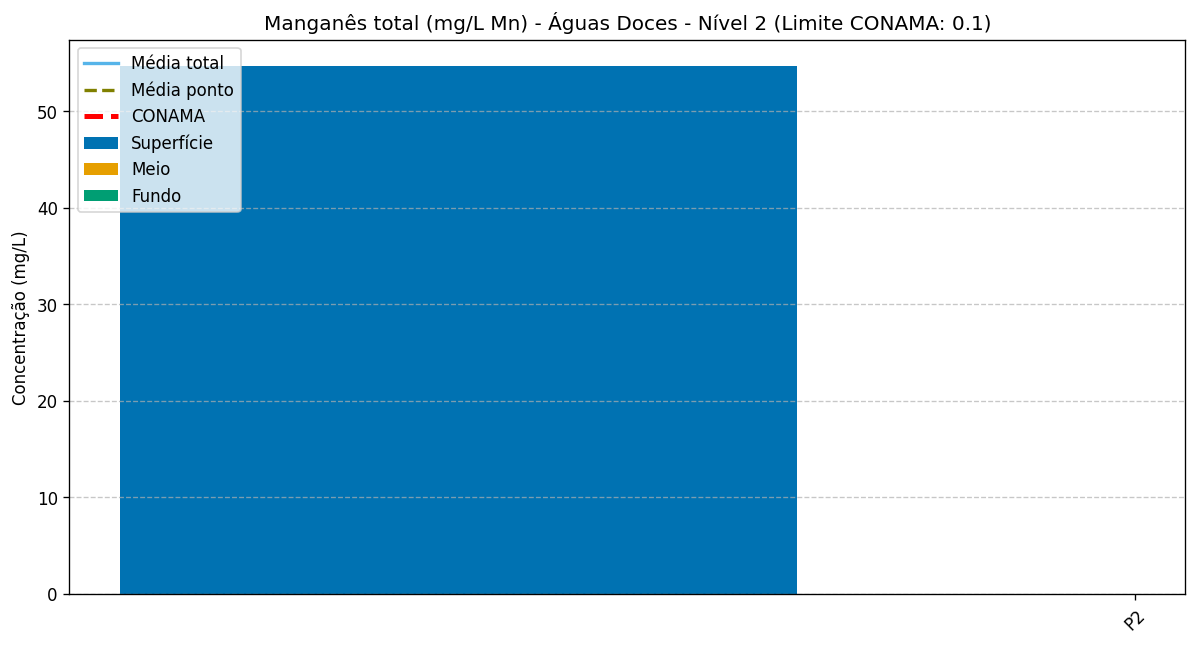 Manganês total (mg/L Mn) - Águas Doces - Nível 2 (Limite CONAMA: 0.1)
Média total
Média ponto
CONAMA
Superfície
Meio
Fundo
Concentração (mg/L)
50
40
30
20
10
0
P2